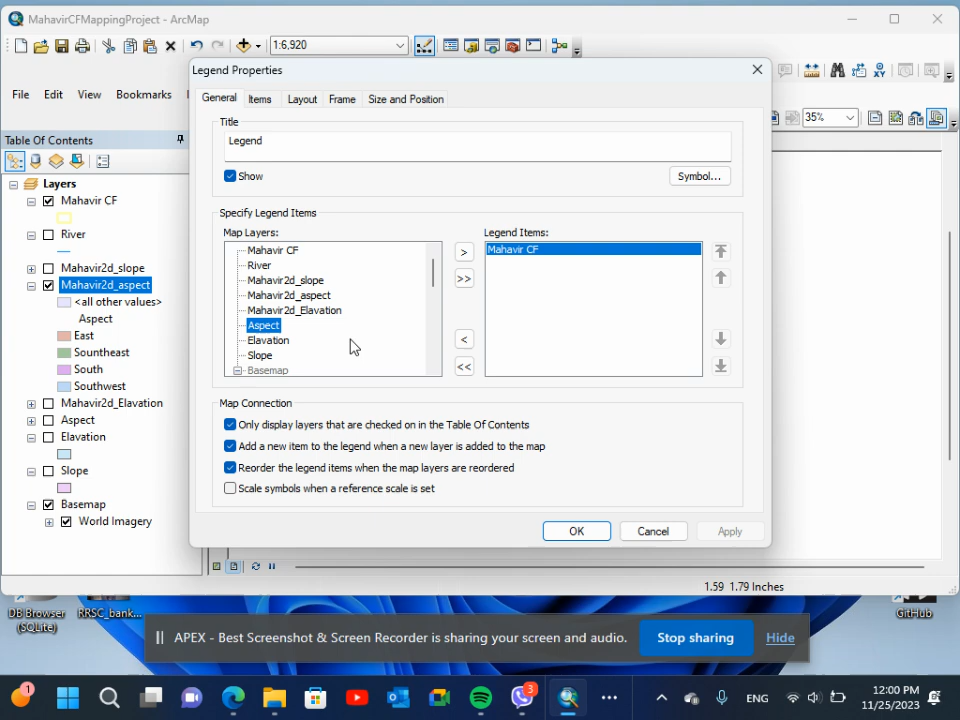 MahavirCFMappingProject - ArcMap
1:6,920
Legend Properties
File Edit View Bookmarks
General Items Layout Frame Size and Position
35%
Title
Legend
Show
Symbol...
Table Of Contents
Layers
Mahavir CF
River
Mahavir2d_slope
Mahavir2d_aspect
<all other values>
Aspect
East
Southeast
South
Southwest
Mahavir2d_Elavation
Aspect
Elavation
Slope
Basemap
World Imagery
Specify Legend Items
Map Layers:
Mahavir CF
River
Mahavir2d_slope
Mahavir2d_aspect
Mahavir2d_Elavation
Aspect
Elavation
Slope
Basemap
>
>>
<
<<
Legend Items:
Mahavir CF
Map Connection
Only display layers that are checked on in the Table Of Contents
Add a new item to the legend when a new layer is added to the map
Reorder the legend items when the map layers are reordered
Scale symbols when a reference scale is set
OK Cancel Apply
1.59 1.79 Inches
DB Browser
(SQLite)
RRSC_bank...
GitHub
APEX - Best Screenshot & Screen Recorder is sharing your screen and audio.
Stop sharing
Hide
1
3
ENG
12:00 PM
11/25/2023